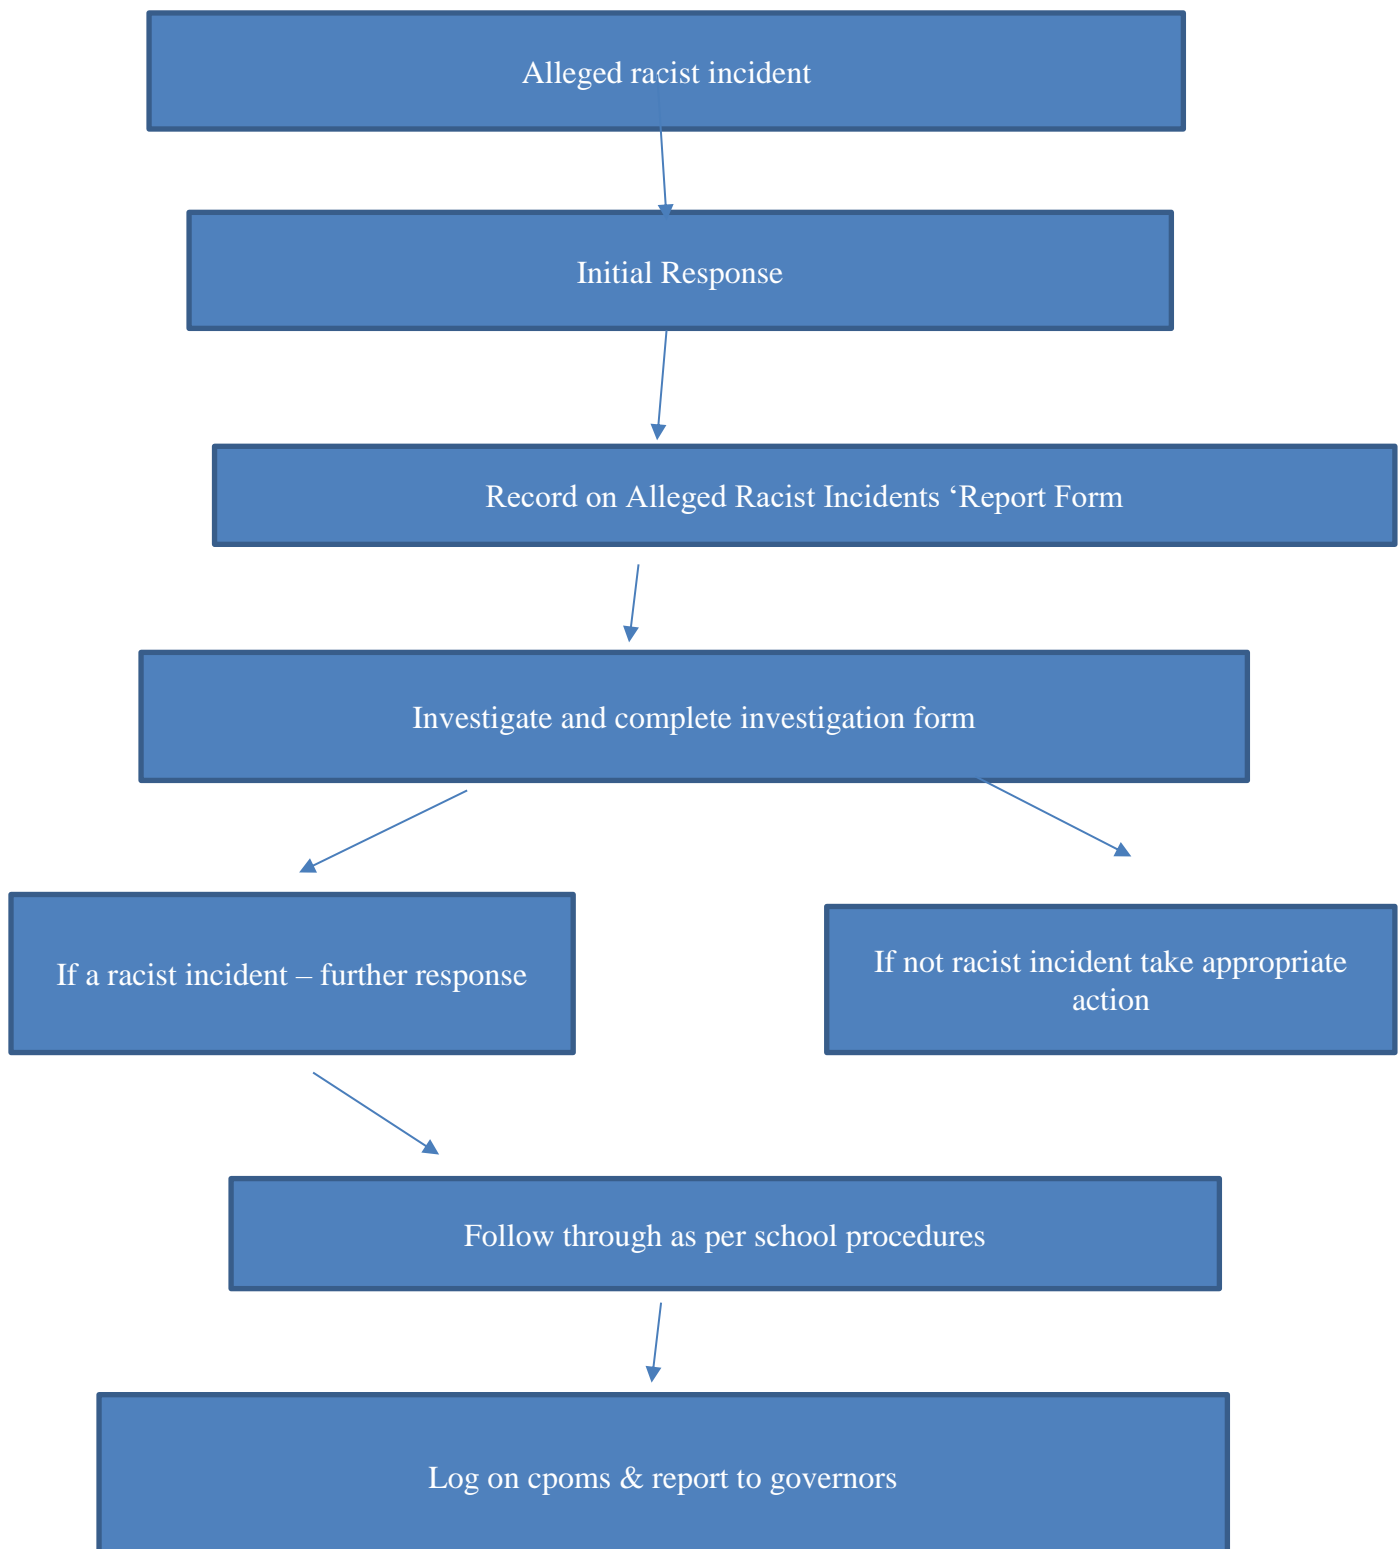 Alleged racist incident
Initial Response
Record on Alleged Racist Incidents ‘Report Form
Investigate and complete investigation form
If a racist incident – further response
If not racist incident take appropriate
action
Follow through as per school procedures
Log on cpoms & report to governors